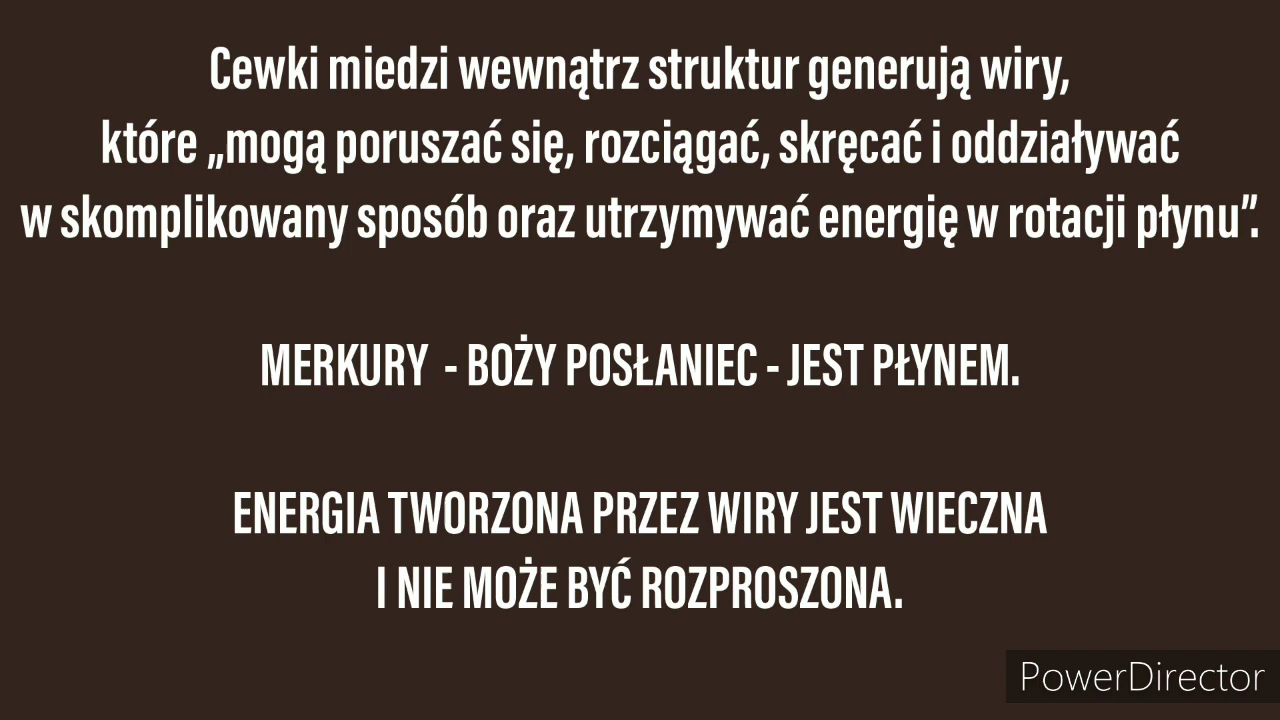 Cewki miedzi wewnątrz struktur generują wiry,
które „mogą poruszać się, rozciągać, skręcać i oddziaływać
w skomplikowany sposób oraz utrzymywać energię w rotacji płynu”.
MERKURY - BOŻY POSŁANIEC - JEST PŁYNEM.
ENERGIA TWORZONA PRZEZ WIRY JEST WIECZNA
I NIE MOŻE BYĆ ROZPROSZONA.
PowerDirector